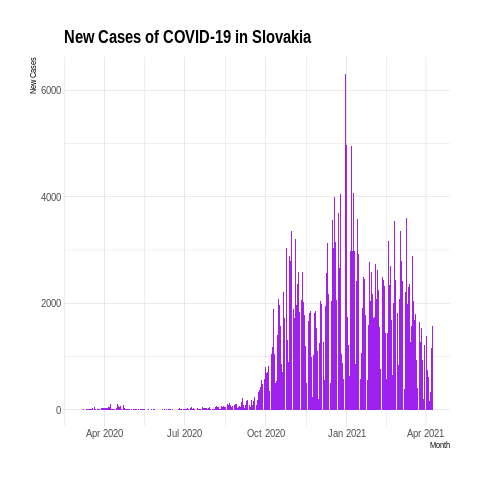 New Cases of COVID-19 in Slovakia
New Cases
6000
4000
2000
0
Apr 2020
Jul 2020
Oct 2020
Jan 2021
Apr 2021
Month